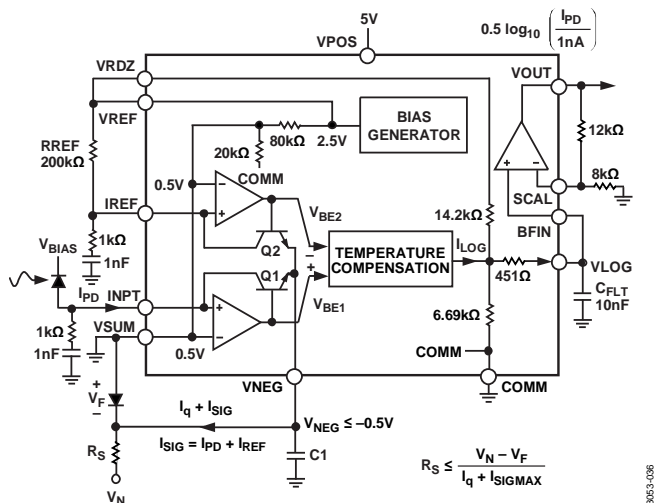 5V
0.5 log10 (IPD / 1nA)
VPOS
VRDZ
VOUT
VREF
BIAS
GENERATOR
RREF
200kΩ
80kΩ
2.5V
20kΩ
COMM
12kΩ
8kΩ
0.5V
SCAL
IREF
VBE2
14.2kΩ
BFIN
1kΩ
1nF
VBIAS
Q2
Q1
TEMPERATURE
COMPENSATION
ILOG
451Ω
VLOG
IPD
INPT
VBE1
CFLT
10nF
1kΩ
1nF
VSUM
0.5V
6.69kΩ
COMM
VNEG
COMM
+
VF
–
Iq + ISIG
VNEG ≤ –0.5V
ISIG = IPD + IREF
RS
C1
VN
RS ≤ (VN – VF) / (Iq + ISIGMAX)